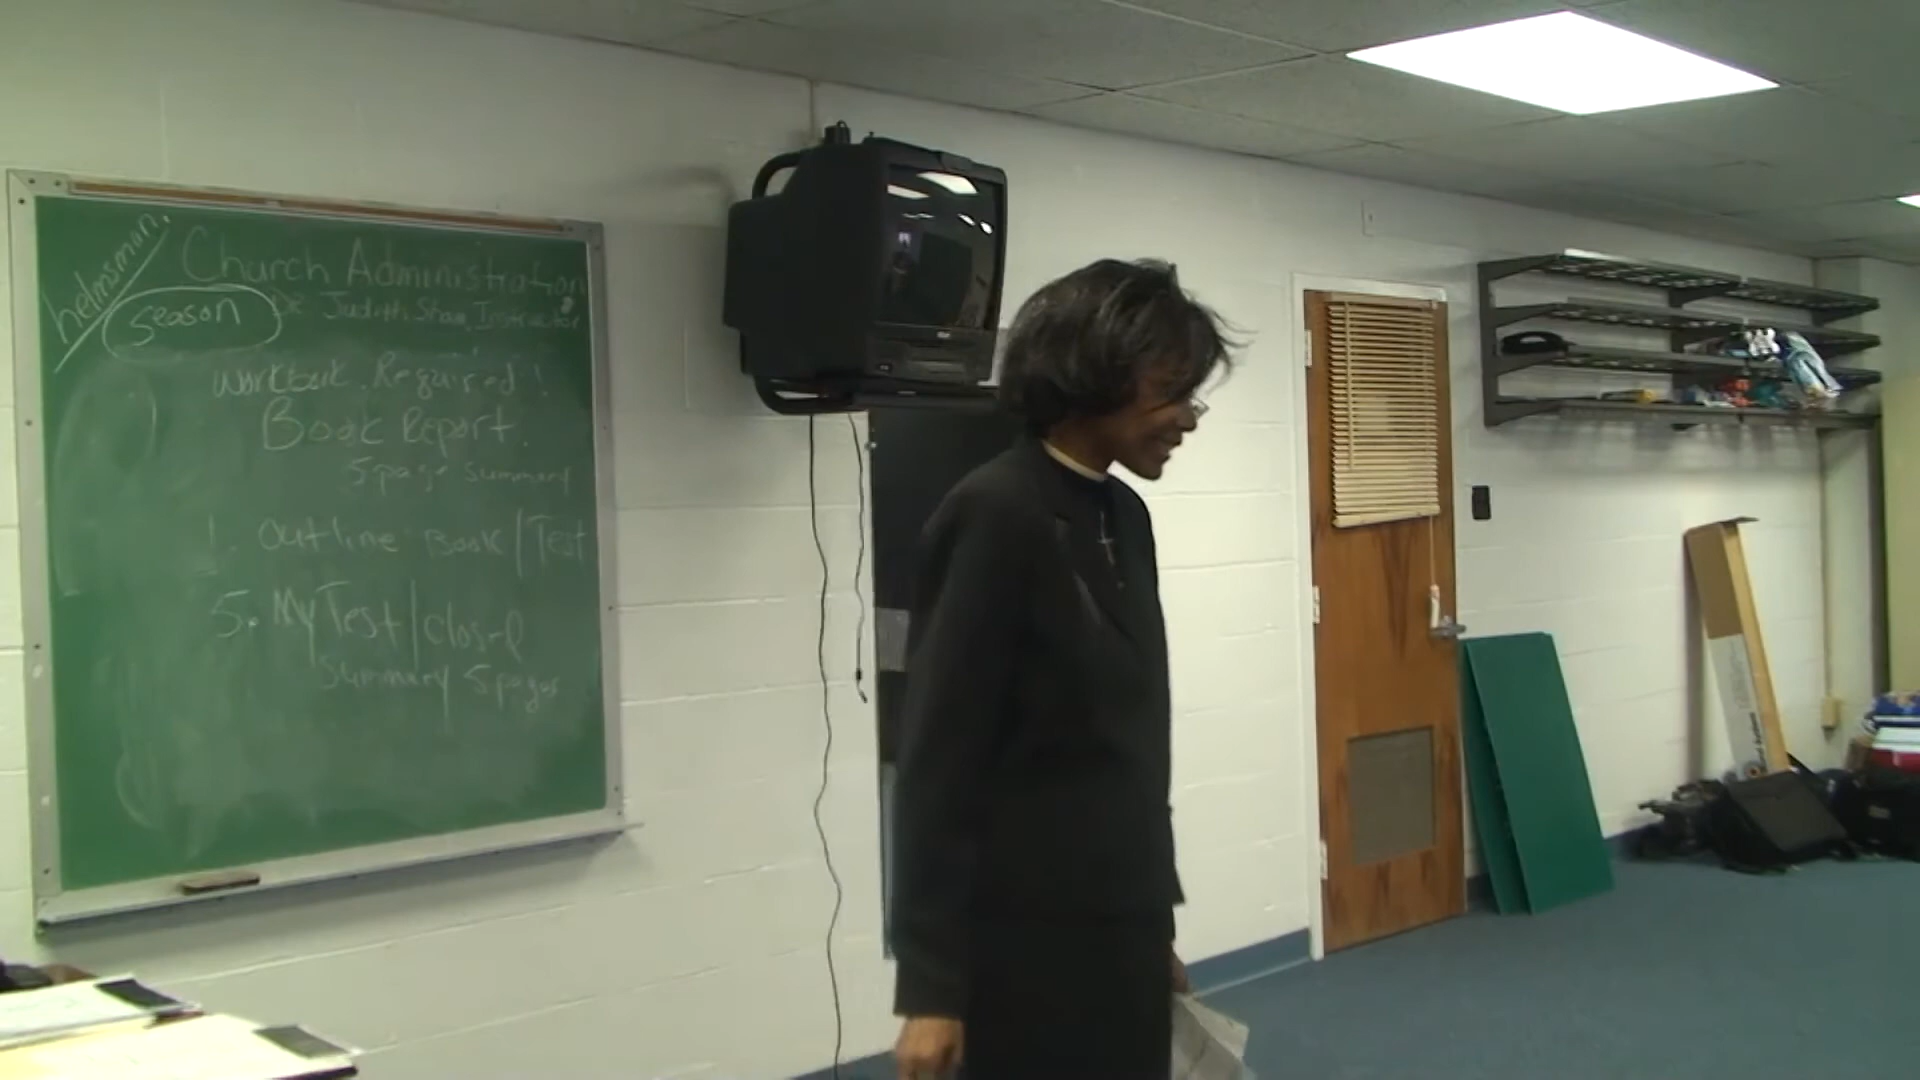 helmsman.
Church Administration
season
Dr. Judith Shaw, Instructor
Workbook Required!
Book Report.
5 page summary
1. Outline Book / Test
5. My Test / closed
Summary 5 pages